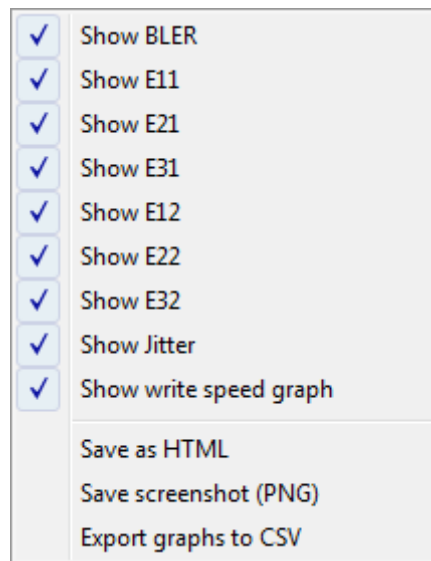 Show BLER
Show E11
Show E21
Show E31
Show E12
Show E22
Show E32
Show Jitter
Show write speed graph
Save as HTML
Save screenshot (PNG)
Export graphs to CSV